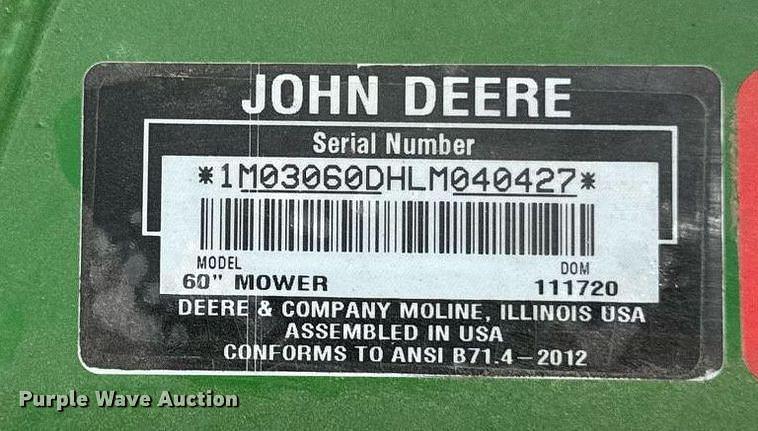 JOHN DEERE
Serial Number
*1M03060DHLM040427*
MODEL DOM
60" MOWER 111720
DEERE & COMPANY MOLINE, ILLINOIS USA
ASSEMBLED IN USA
CONFORMS TO ANSI B71.4-2012
Purple Wave Auction